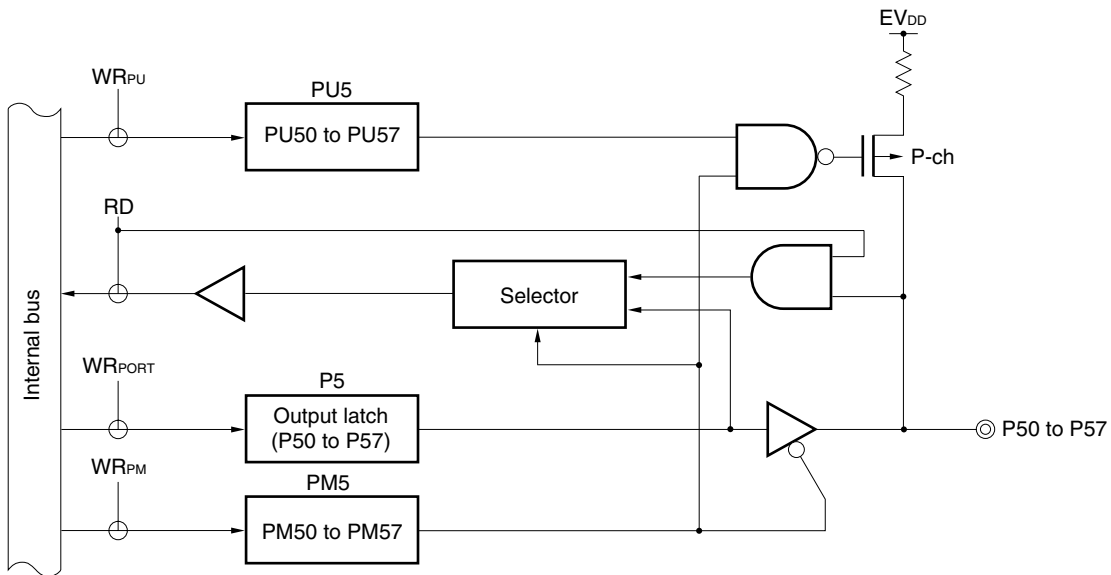 EVDD
WRPU
PU5
PU50 to PU57
P-ch
RD
Selector
Internal bus
WRPORT
P5
Output latch
(P50 to P57)
P50 to P57
WRPM
PM5
PM50 to PM57